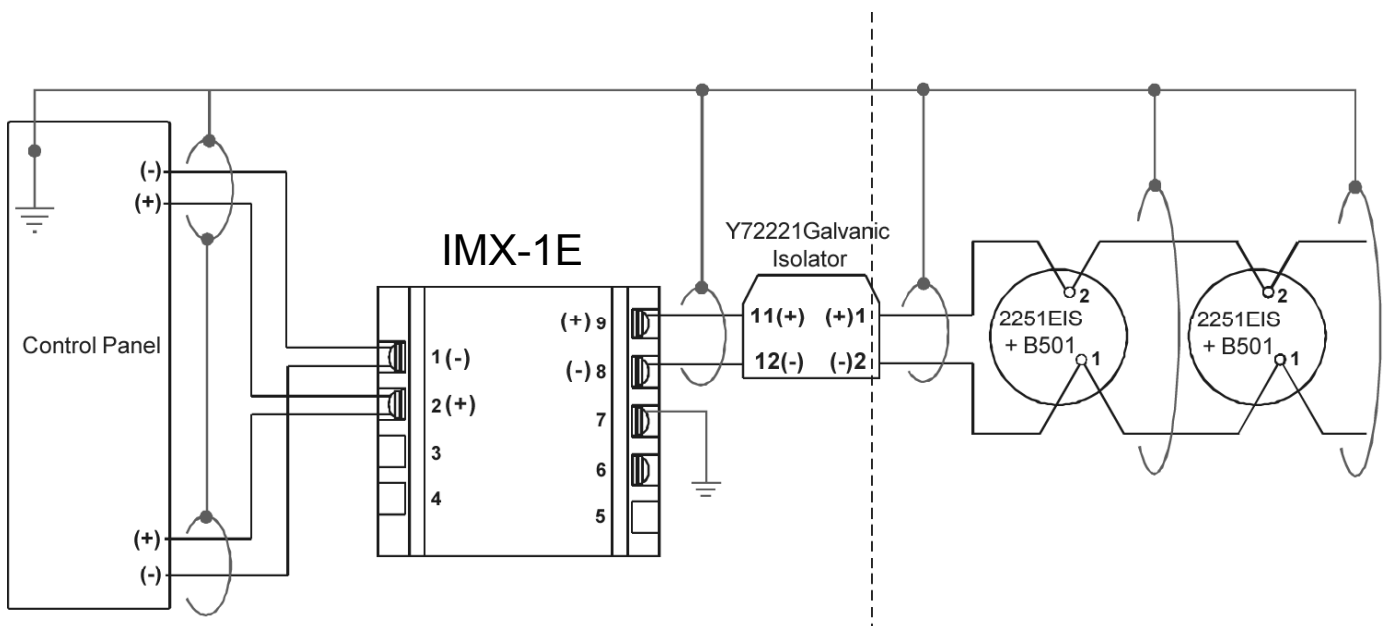 IMX-1E
Y72221Galvanic
Isolator
Control Panel
(-)
(+)
(+)
(-)
1(-)
2(+)
3
4
(+) 9
(-) 8
7
6
5
11(+) (+)1
12(-) (-)2
2
2251EIS
+ B501
1
2
2251EIS
+ B501
1